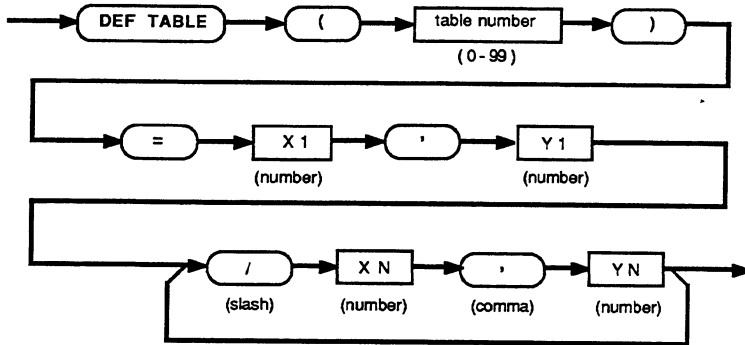 DEF TABLE ( table number )
(0-99)
= X 1 , Y 1
(number) (number)
/ X N , Y N
(slash) (number) (comma) (number)